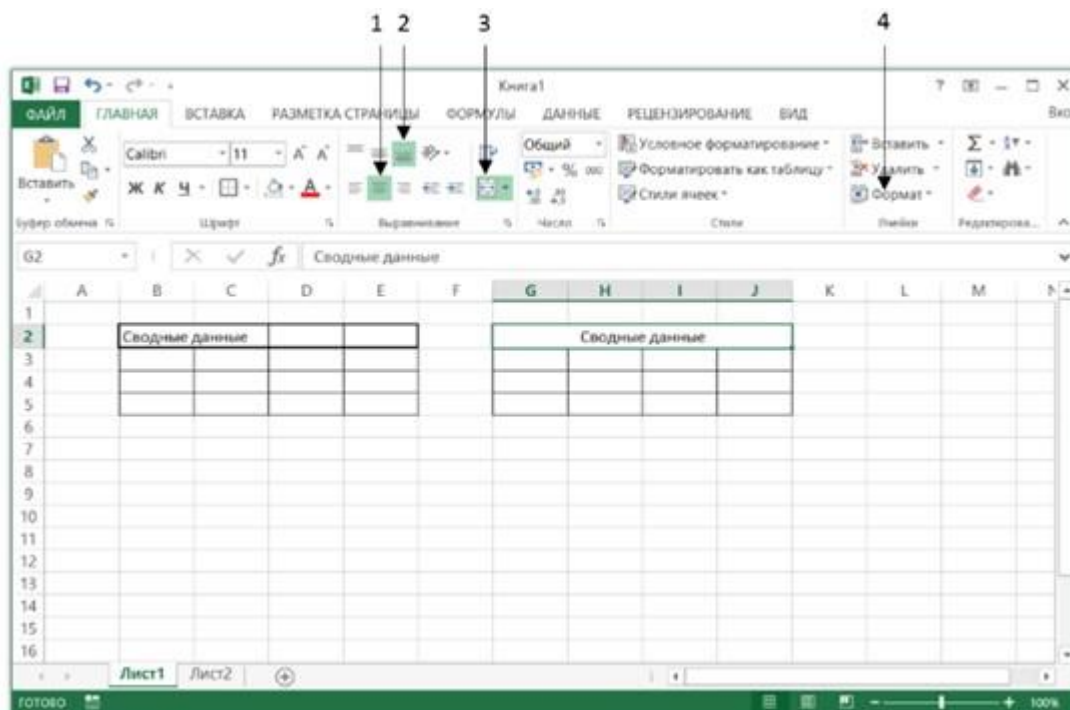 1 2 3 4
Книга1
ФАЙЛ ГЛАВНАЯ ВСТАВКА РАЗМЕТКА СТРАНИЦЫ ФОРМУЛЫ ДАННЫЕ РЕЦЕНЗИРОВАНИЕ ВИД Вхо
Calibri 11 Общий Условное форматирование Вставить
Вставить Ж К Ч % 000 Форматировать как таблицу Удалить
Стили ячеек Формат
Буфер обмена Шрифт Выравнивание Число Стили Ячейки Редактирова...
G2 fx Сводные данные
A B C D E F G H I J K L M
1
2 Сводные данные Сводные данные
3
4
5
6
7
8
9
10
11
12
13
14
15
16
Лист1 Лист2
ГОТОВО 100%